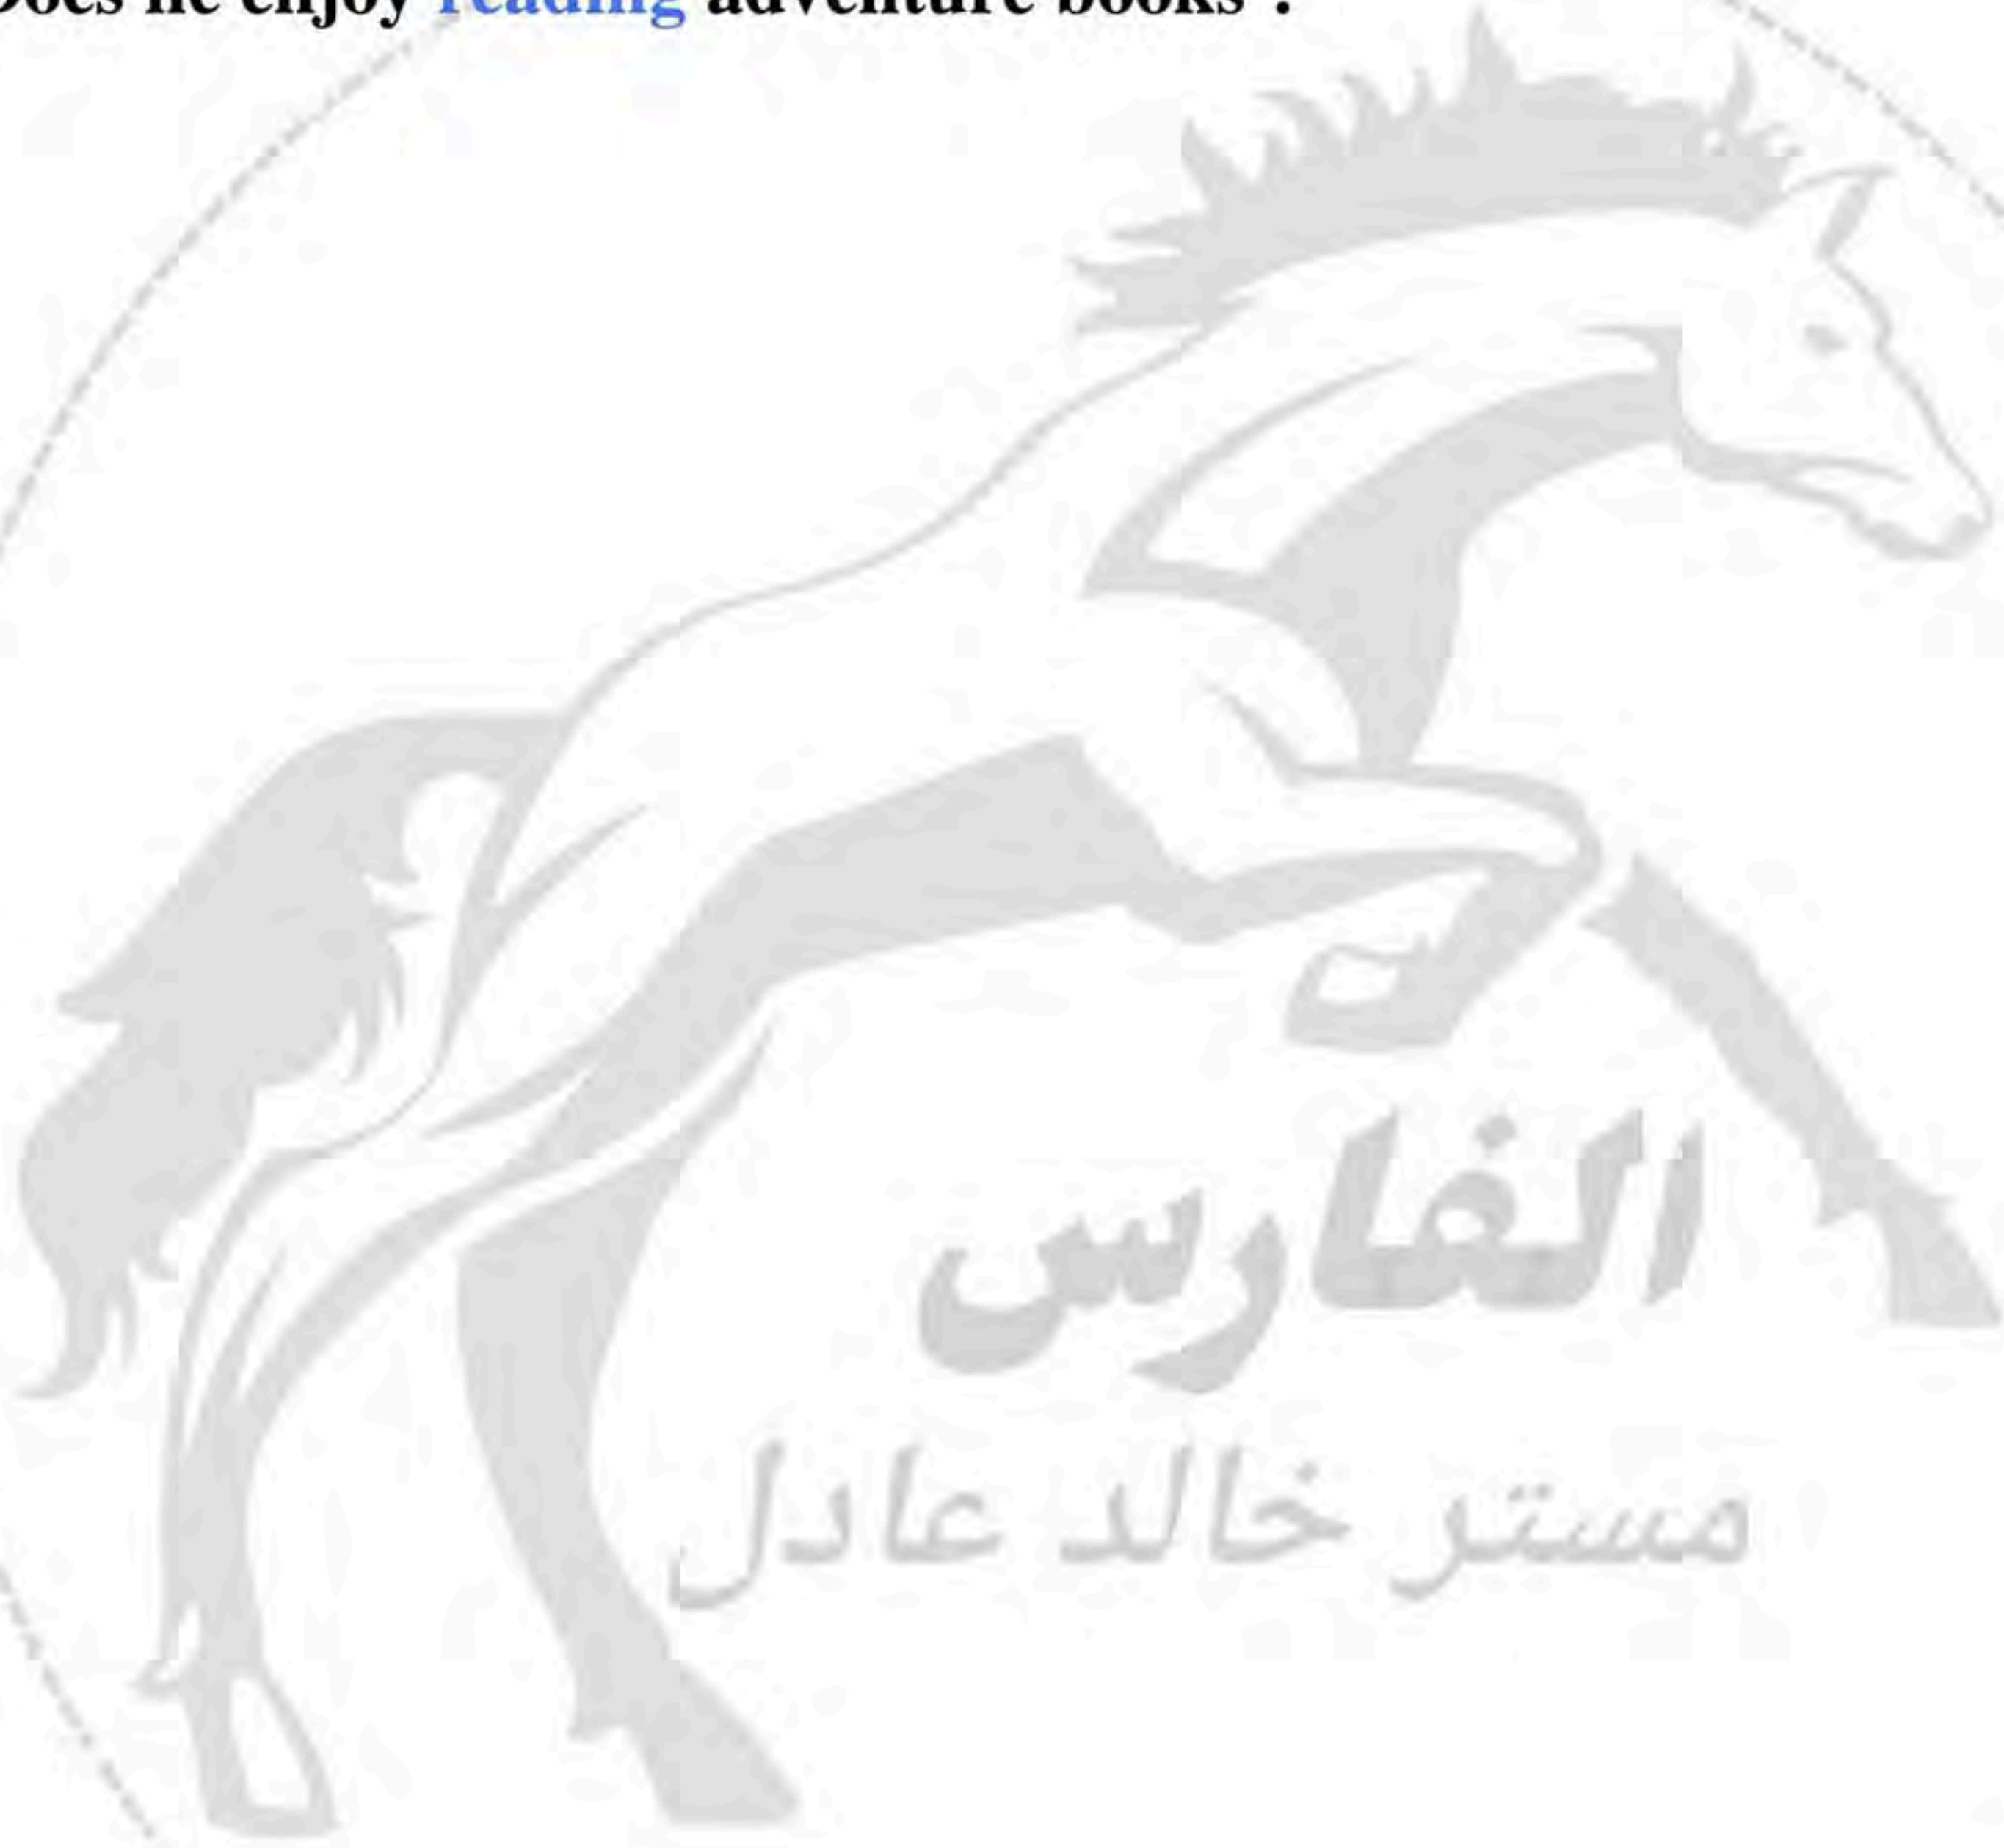 Does he enjoy reading adventure books ?
الفارس
مستر خالد عادل